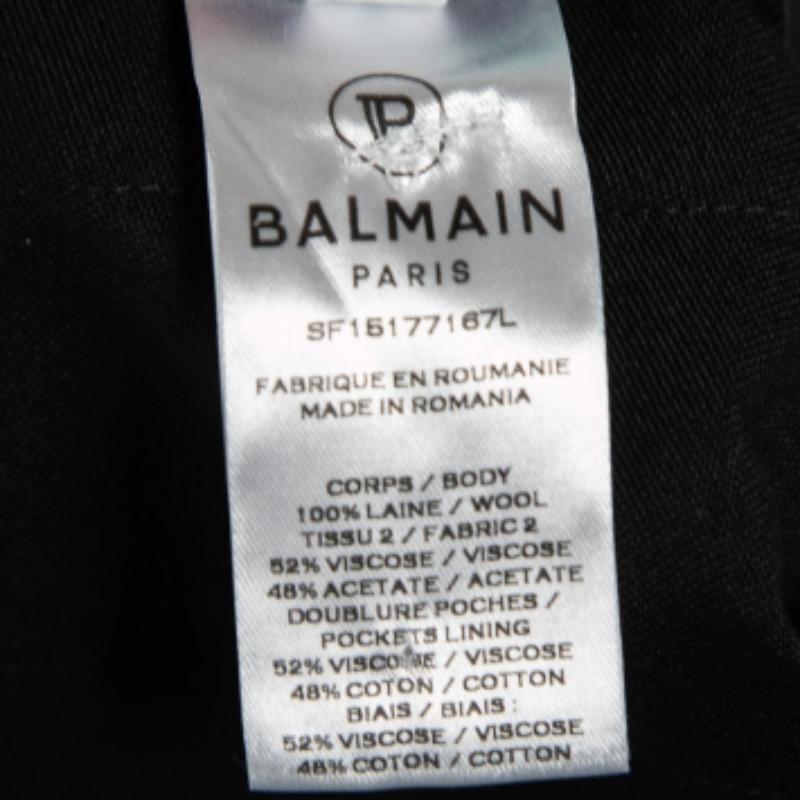 BALMAIN
PARIS
SF15177167L
FABRIQUE EN ROUMANIE
MADE IN ROMANIA
CORPS / BODY
100% LAINE / WOOL
TISSU 2 / FABRIC 2
52% VISCOSE / VISCOSE
48% ACETATE / ACETATE
DOUBLURE POCHES /
POCKETS LINING
52% VISCOSE / VISCOSE
48% COTON / COTTON
BIAIS / BIAIS :
52% VISCOSE / VISCOSE
48% COTON / COTTON